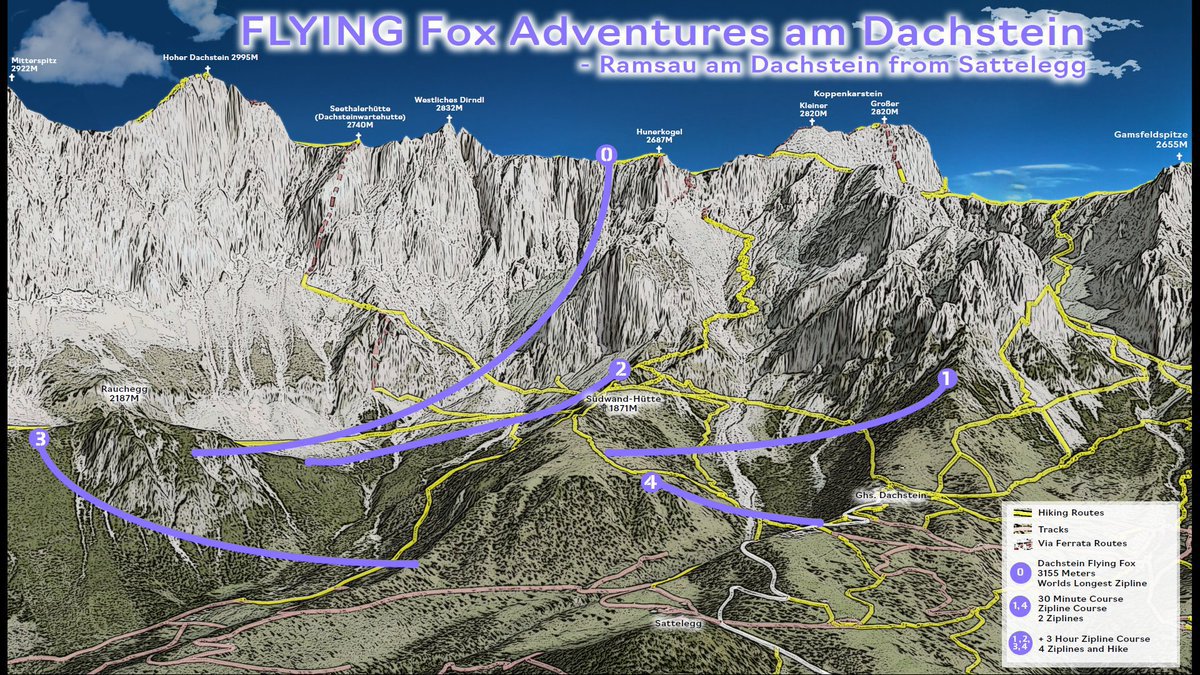 FLYING Fox Adventures am Dachstein
- Ramsau am Dachstein from Sattelegg
Mitterspitz
2922M
Hoher Dachstein 2995M
Seethalerhütte
(Dachsteinwartehutte)
2740M
Westliches Dirndl
2832M
Hunerkogel
2687M
Koppenkarstein
Kleiner
2820M
Großer
2820M
Gamsfeldspitze
2655M
0
2
1
Rauchegg
2187M
Südwand-Hütte
1871M
3
4
Ghs. Dachstein
Sattelegg
Hiking Routes
Tracks
Via Ferrata Routes
0
Dachstein Flying Fox
3155 Meters
Worlds Longest Zipline
1,4
30 Minute Course
Zipline Course
2 Ziplines
1,2,
3,4
+ 3 Hour Zipline Course
4 Ziplines and Hike